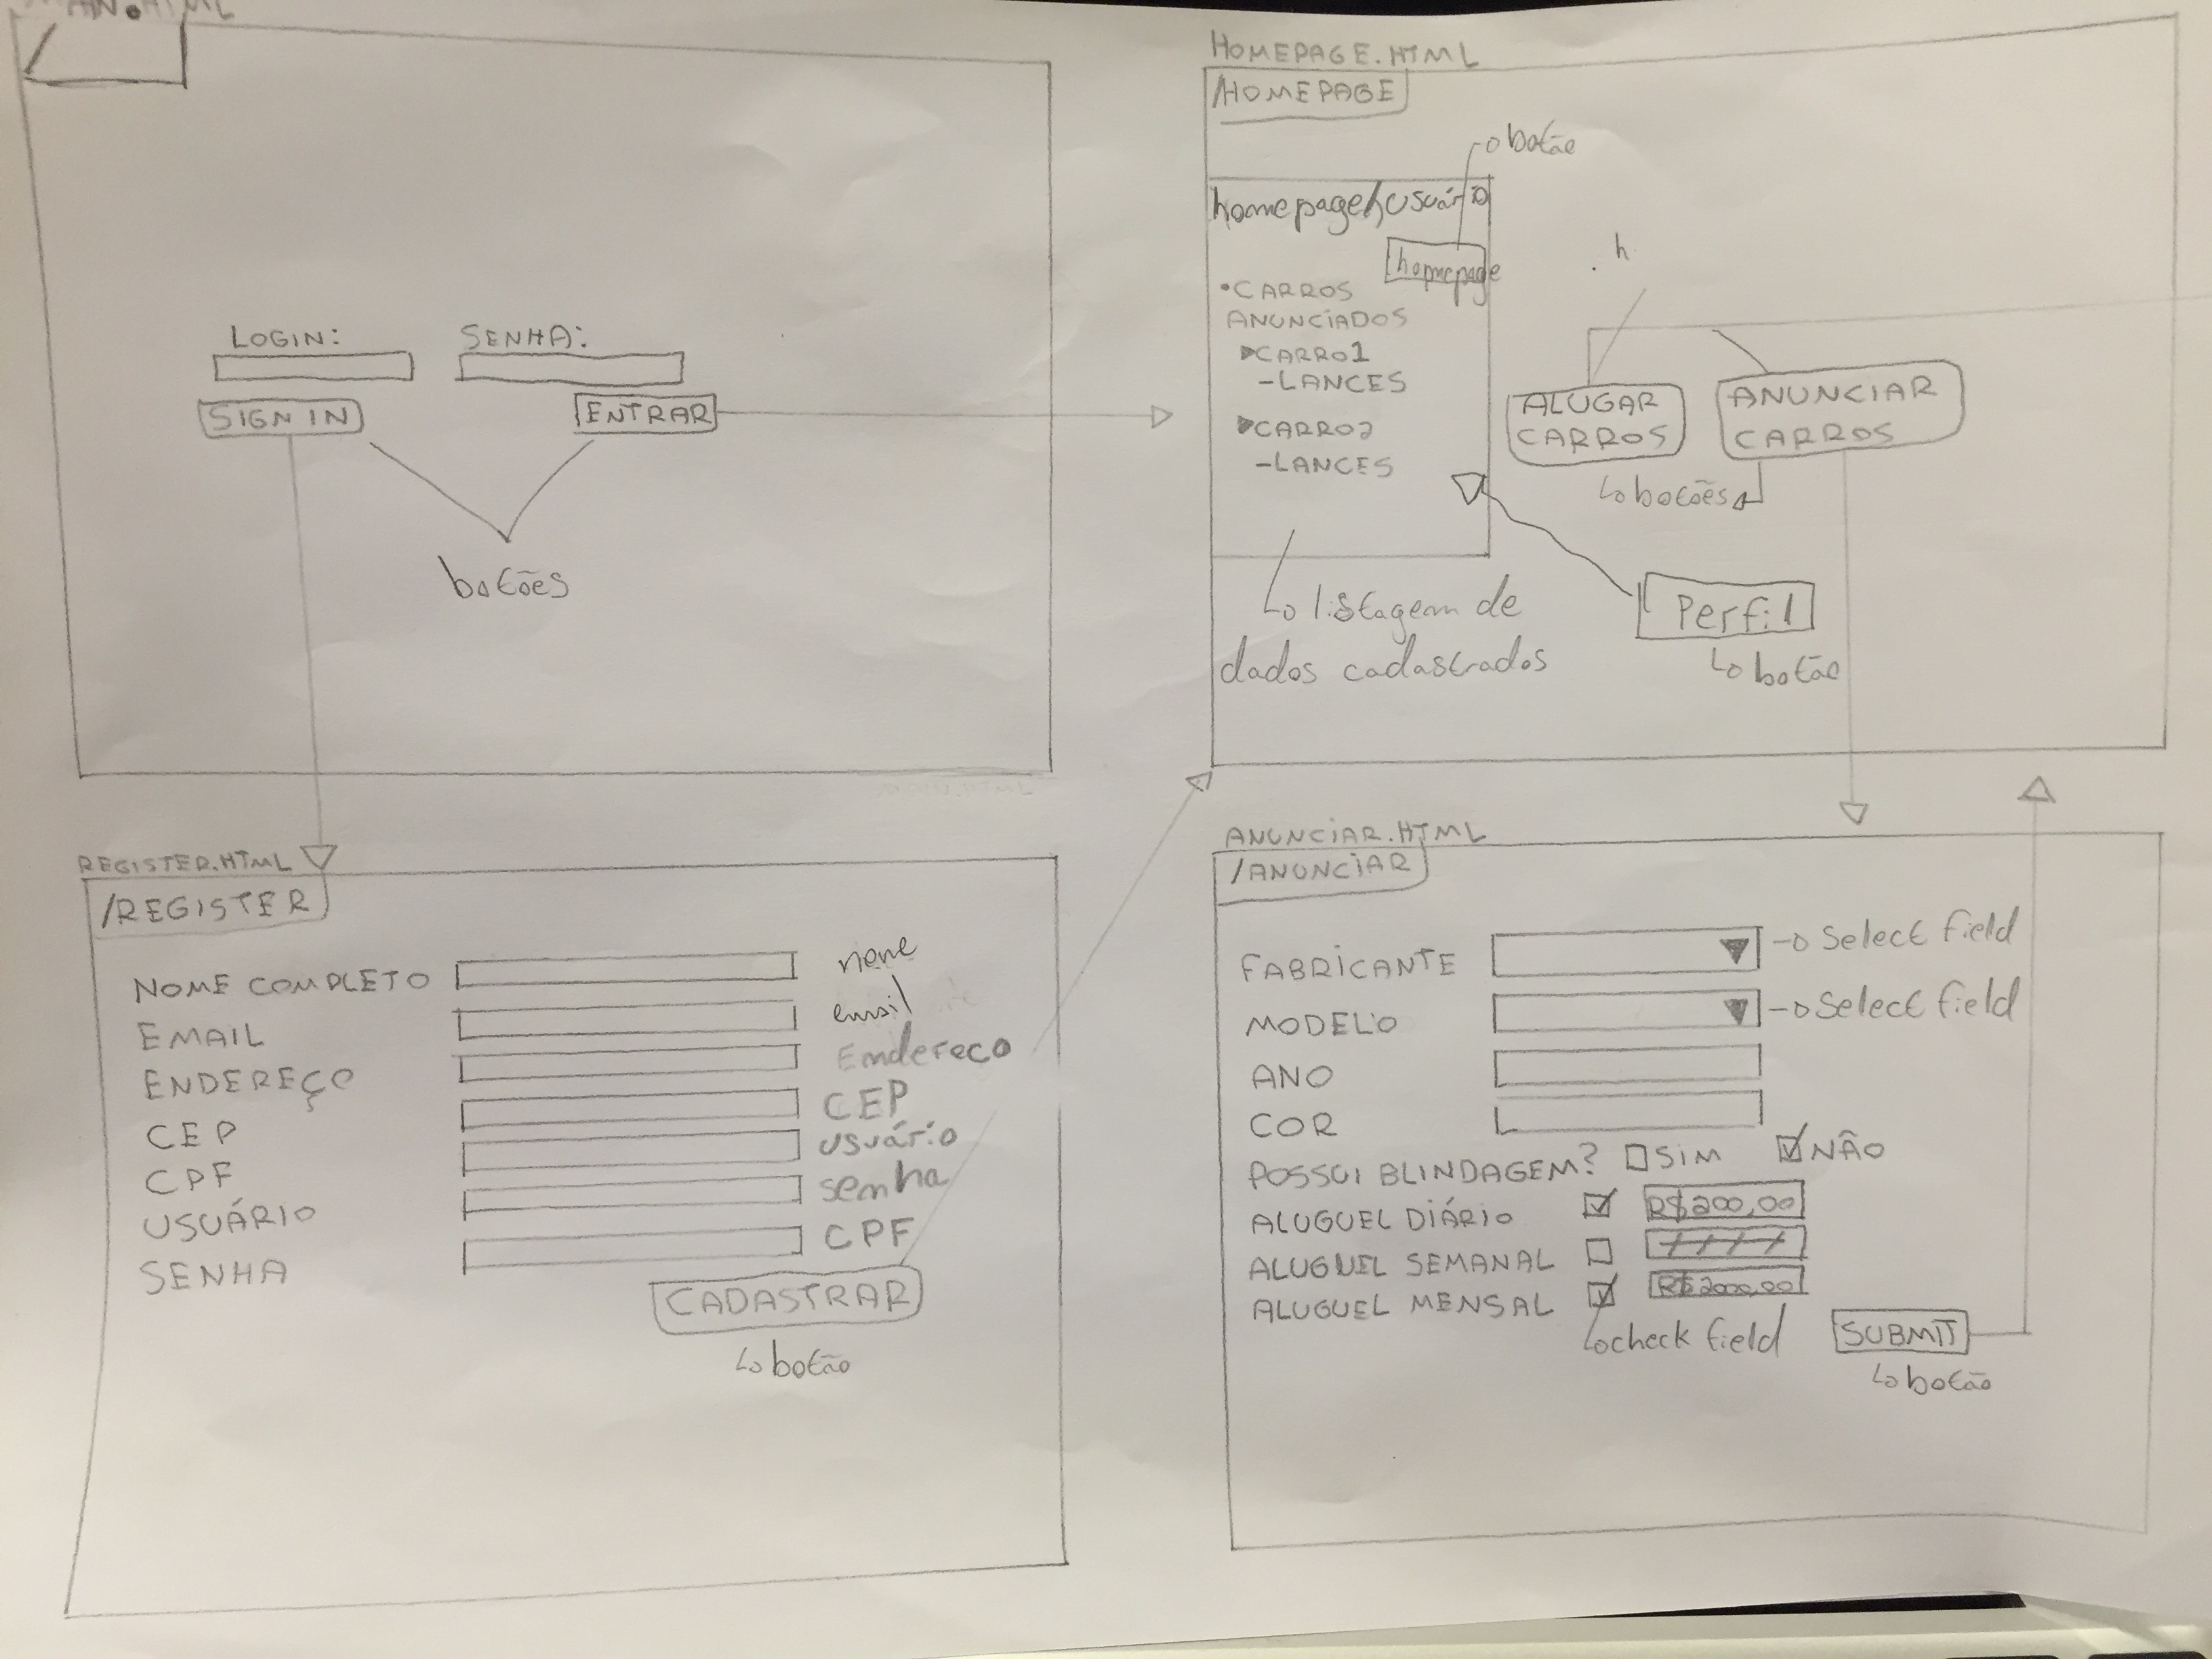 LOGIN:
SENHA:
SIGN IN
ENTRAR
botões
HOMEPAGE.HTML
/HOMEPAGE
botão
homepage/usuário
homepage
•CARROS
ANUNCIADOS
CARRO1
-LANCES
CARRO2
-LANCES
listagem de
dados cadastrados
h
ALUGAR
CARROS
ANUNCIAR
CARROS
botões
Perfil
botão
REGISTER.HTML
/REGISTER
NOME COMPLETO nome
EMAIL email
ENDEREÇO Endereco
CEP CEP
CPF usuário
USUÁRIO senha
SENHA CPF
CADASTRAR
botão
ANUNCIAR.HTML
/ANUNCIAR
FABRICANTE Select field
MODELO Select field
ANO
COR
POSSUI BLINDAGEM? SIM NÃO
ALUGUEL DIÁRIO R$200,00
ALUGUEL SEMANAL
ALUGUEL MENSAL R$2000,00
check field
SUBMIT
botão